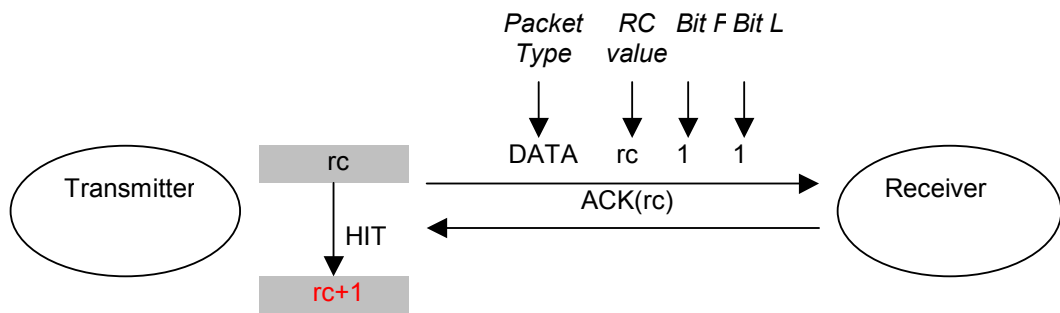 Packet Type
RC value
Bit F
Bit L
DATA rc 1 1
Transmitter
rc
HIT
rc+1
ACK(rc)
Receiver